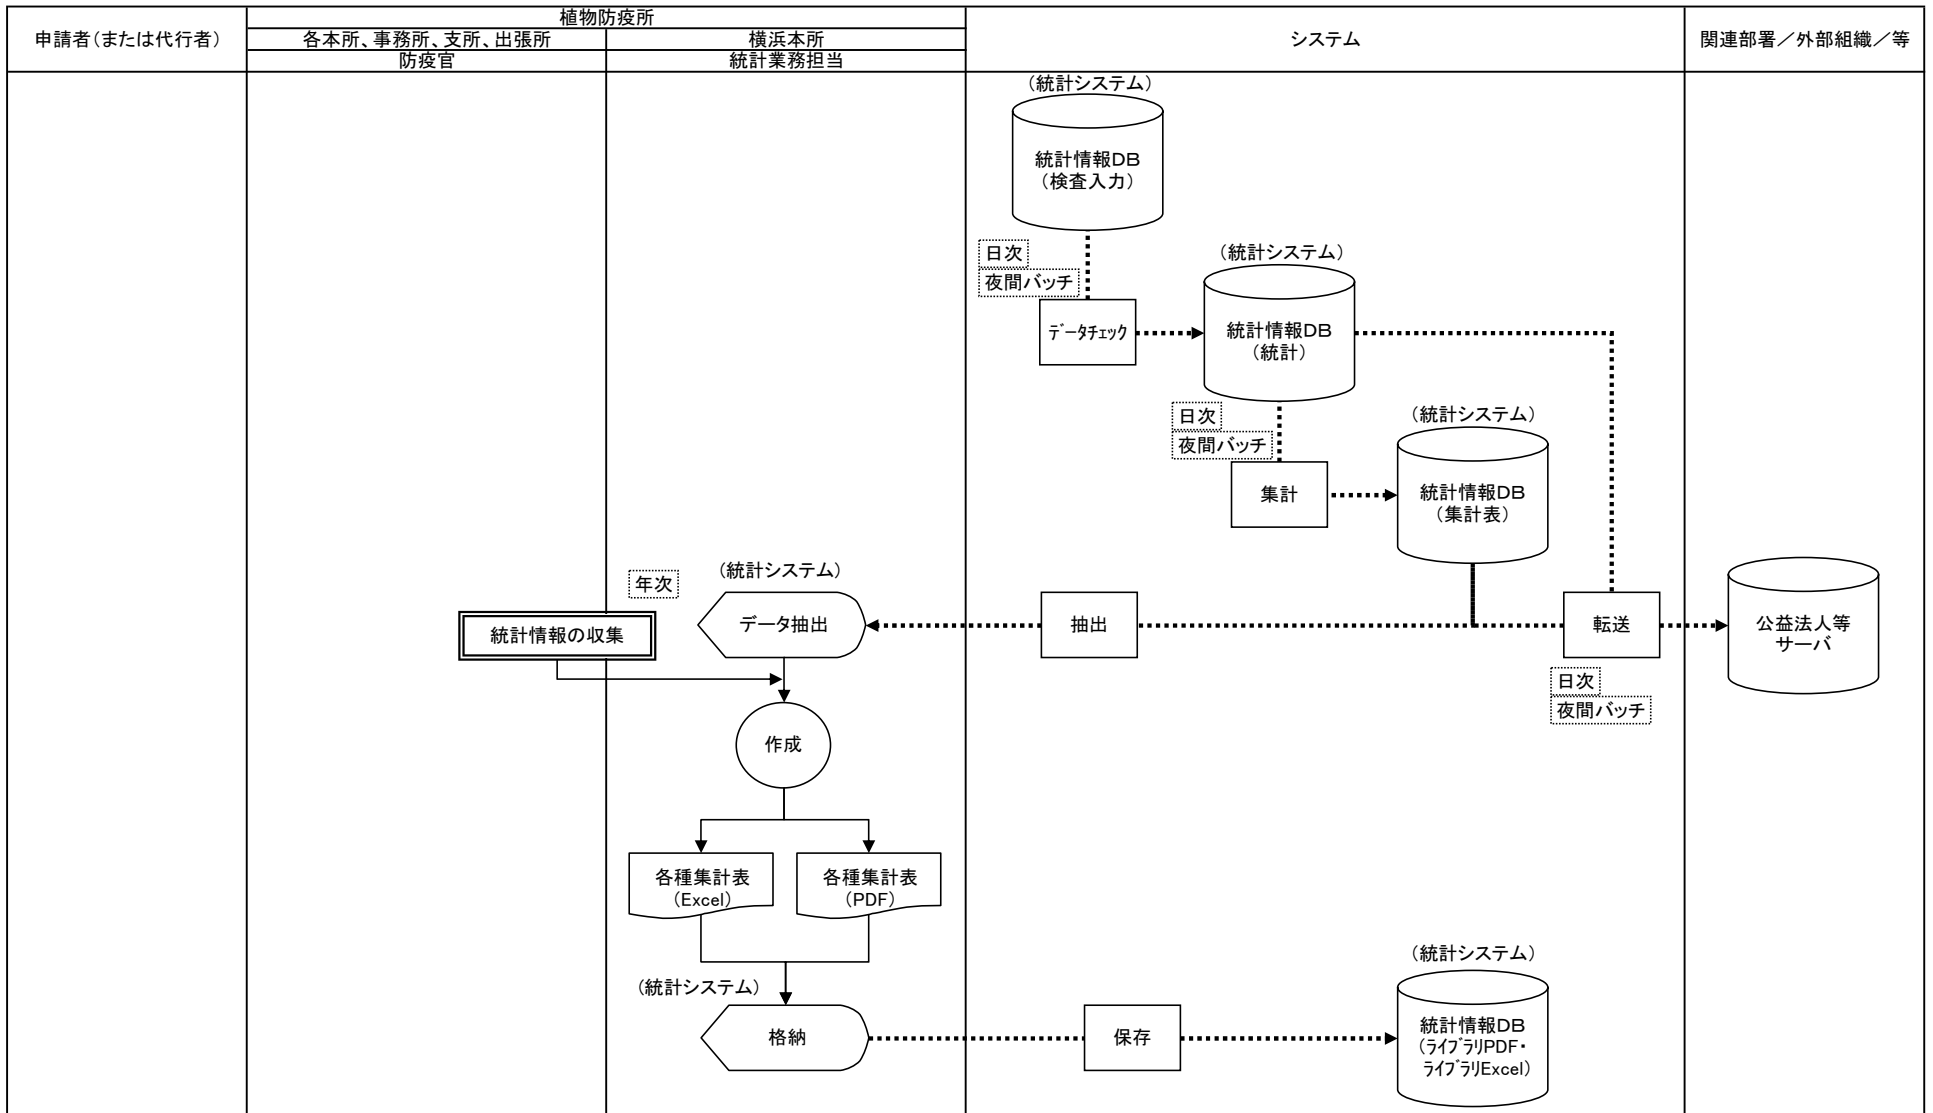 申請者（または代行者）
植物防疫所
各本所、事務所、支所、出張所
防疫官
横浜本所
統計業務担当
システム
関連部署／外部組織／等
（統計システム）
統計情報DB
（検査入力）
日次
夜間バッチ
ﾃﾞｰﾀﾁｪｯｸ
（統計システム）
統計情報DB
（統計）
日次
夜間バッチ
集計
（統計システム）
統計情報DB
（集計表）
年次
（統計システム）
統計情報の収集
データ抽出
抽出
転送
公益法人等
サーバ
日次
夜間バッチ
作成
各種集計表
（Excel）
各種集計表
（PDF）
（統計システム）
格納
保存
（統計システム）
統計情報DB
（ﾗｲﾌﾞﾗﾘPDF・
ﾗｲﾌﾞﾗﾘExcel）